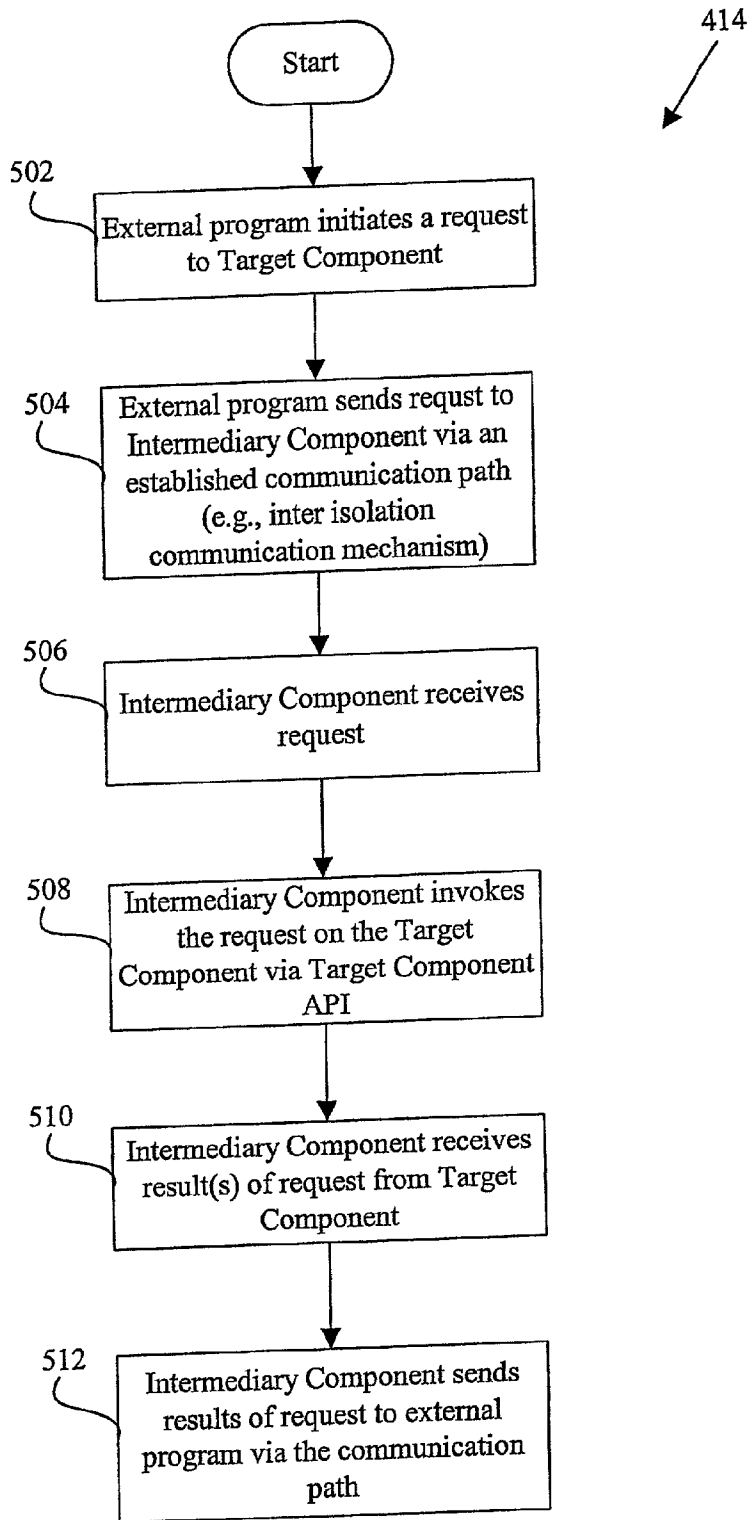 414
Start
502
External program initiates a request
to Target Component
504
External program sends requst to
Intermediary Component via an
established communication path
(e.g., inter isolation
communication mechanism)
506
Intermediary Component receives
request
508
Intermediary Component invokes
the request on the Target
Component via Target Component
API
510
Intermediary Component receives
result(s) of request from Target
Component
512
Intermediary Component sends
results of request to external
program via the communication
path